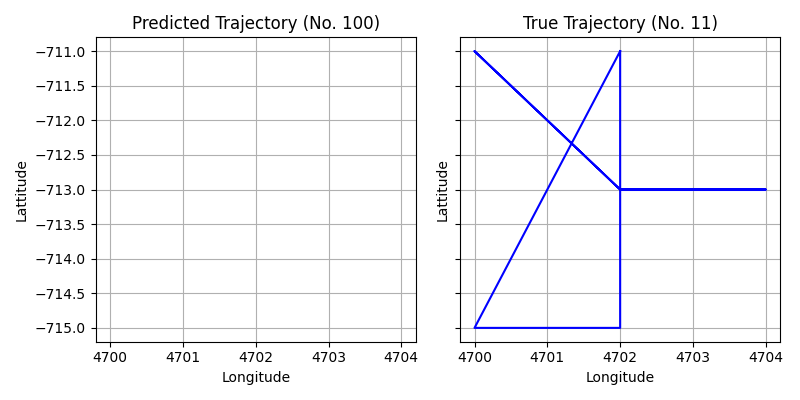 Predicted Trajectory (No. 100)
True Trajectory (No. 11)
Lattitude
−711.0
−711.5
−712.0
−712.5
−713.0
−713.5
−714.0
−714.5
−715.0
4700 4701 4702 4703 4704
Longitude
Lattitude
4700 4701 4702 4703 4704
Longitude